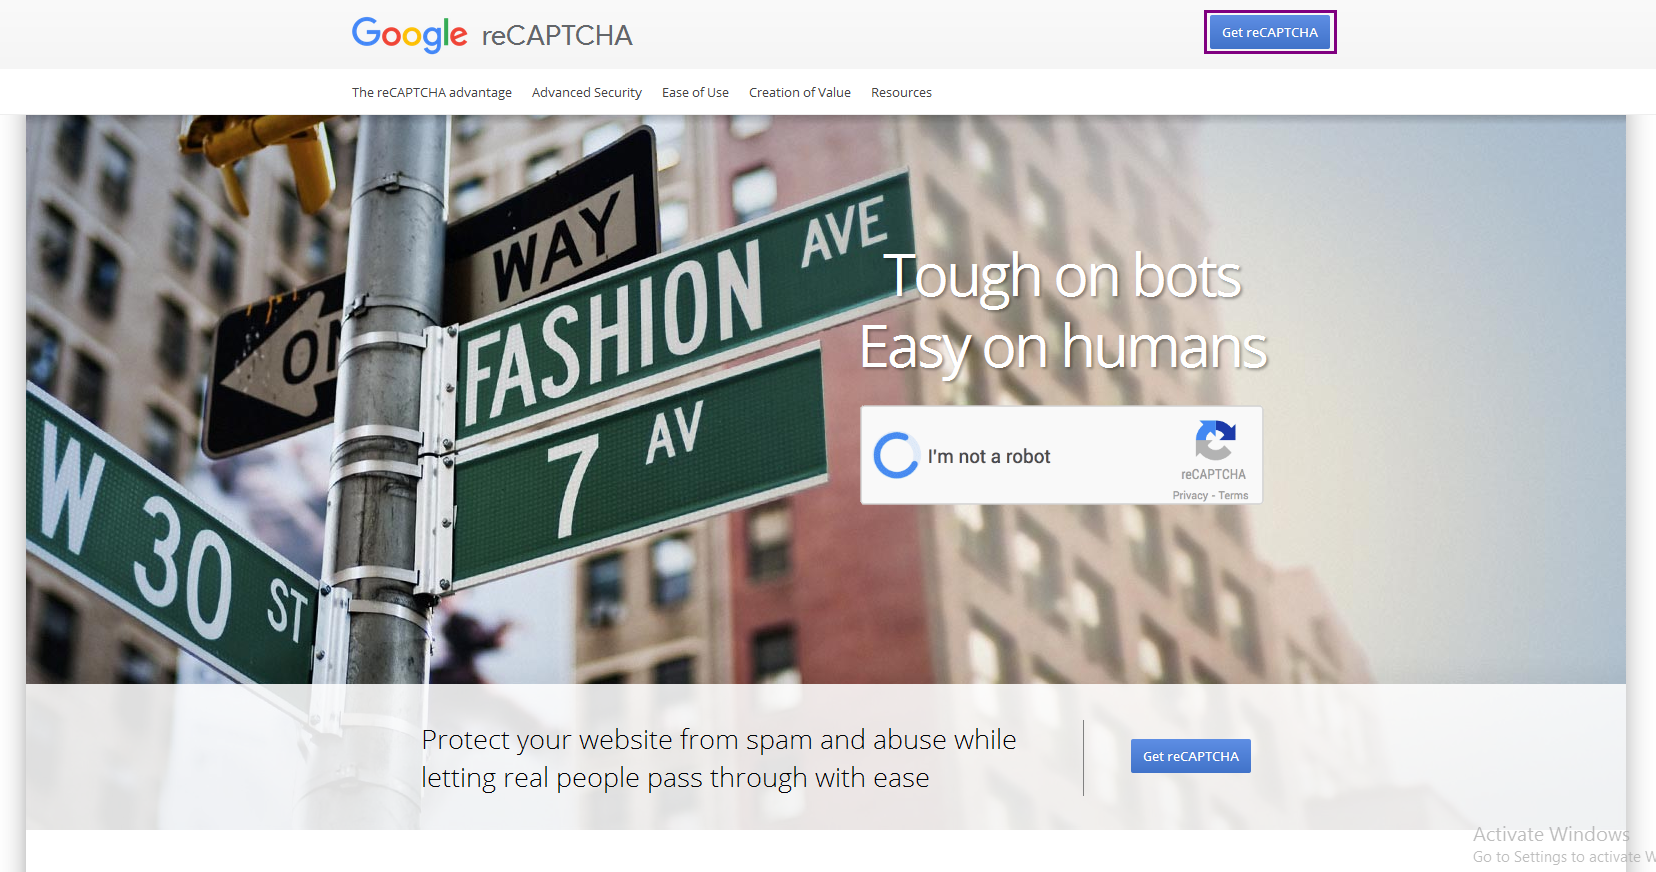 Google reCAPTCHA
Get reCAPTCHA
The reCAPTCHA advantage Advanced Security Ease of Use Creation of Value Resources
WAY
ON
FASHION AVE
7 AV
W 30 ST
Tough on bots
Easy on humans
I'm not a robot
reCAPTCHA
Privacy - Terms
Protect your website from spam and abuse while
letting real people pass through with ease
Get reCAPTCHA
Activate Windows
Go to Settings to activate W